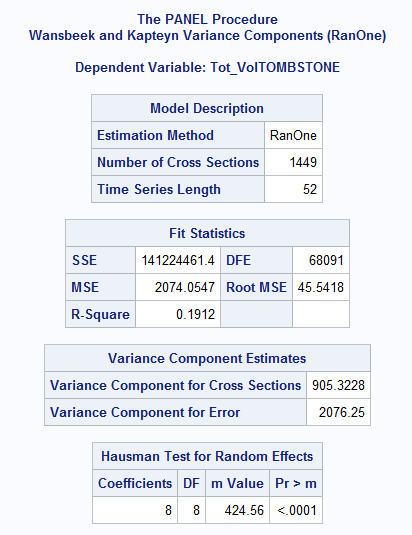 The PANEL Procedure
Wansbeek and Kapteyn Variance Components (RanOne)
Dependent Variable: Tot_VolTOMBSTONE
Model Description
Estimation Method RanOne
Number of Cross Sections 1449
Time Series Length 52
Fit Statistics
SSE 141224461.4 DFE 68091
MSE 2074.0547 Root MSE 45.5418
R-Square 0.1912
Variance Component Estimates
Variance Component for Cross Sections 905.3228
Variance Component for Error 2076.25
Hausman Test for Random Effects
Coefficients DF m Value Pr > m
8 8 424.56 <.0001